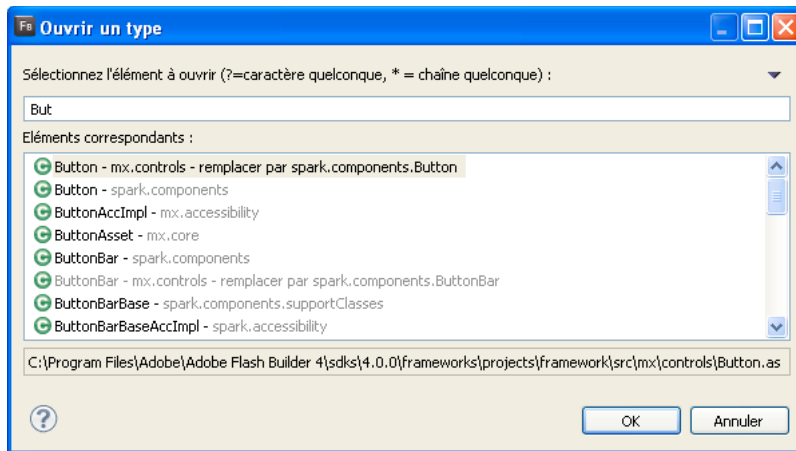 FB Ouvrir un type
Sélectionnez l'élément à ouvrir (?=caractère quelconque, * = chaîne quelconque) :
But
Eléments correspondants :
Button - mx.controls - remplacer par spark.components.Button
Button - spark.components
ButtonAccImpl - mx.accessibility
ButtonAsset - mx.core
ButtonBar - spark.components
ButtonBar - mx.controls - remplacer par spark.components.ButtonBar
ButtonBarBase - spark.components.supportClasses
ButtonBarBaseAccImpl - spark.accessibility
C:\Program Files\Adobe\Adobe Flash Builder 4\sdks\4.0.0\frameworks\projects\framework\src\mx\controls\Button.as
? OK Annuler